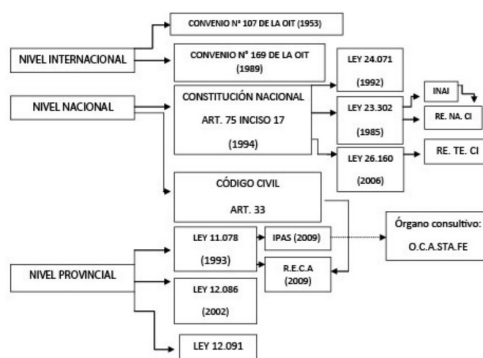 CONVENIO N° 107 DE LA OIT (1953)
NIVEL INTERNACIONAL
CONVENIO N° 169 DE LA OIT
(1989)
LEY 24.071
(1992)
NIVEL NACIONAL
CONSTITUCIÓN NACIONAL
ART. 75 INCISO 17
(1994)
LEY 23.302
(1985)
INAI
RE. NA. CI
LEY 26.160
(2006)
RE. TE. CI
CÓDIGO CIVIL
ART. 33
LEY 11.078
(1993)
IPAS (2009)
Órgano consultivo:
O.C.A.STA.FE
R.E.C.A
(2009)
NIVEL PROVINCIAL
LEY 12.086
(2002)
LEY 12.091